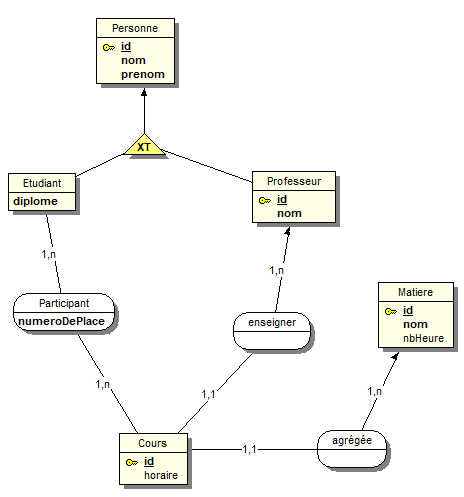 Personne
id
nom
prenom
XT
Etudiant
diplome
Professeur
id
nom
1,n
1,n
Participant
numeroDePlace
enseigner
Matiere
id
nom
nbHeure
1,n
1,1
1,n
Cours
id
horaire
1,1
agrégée